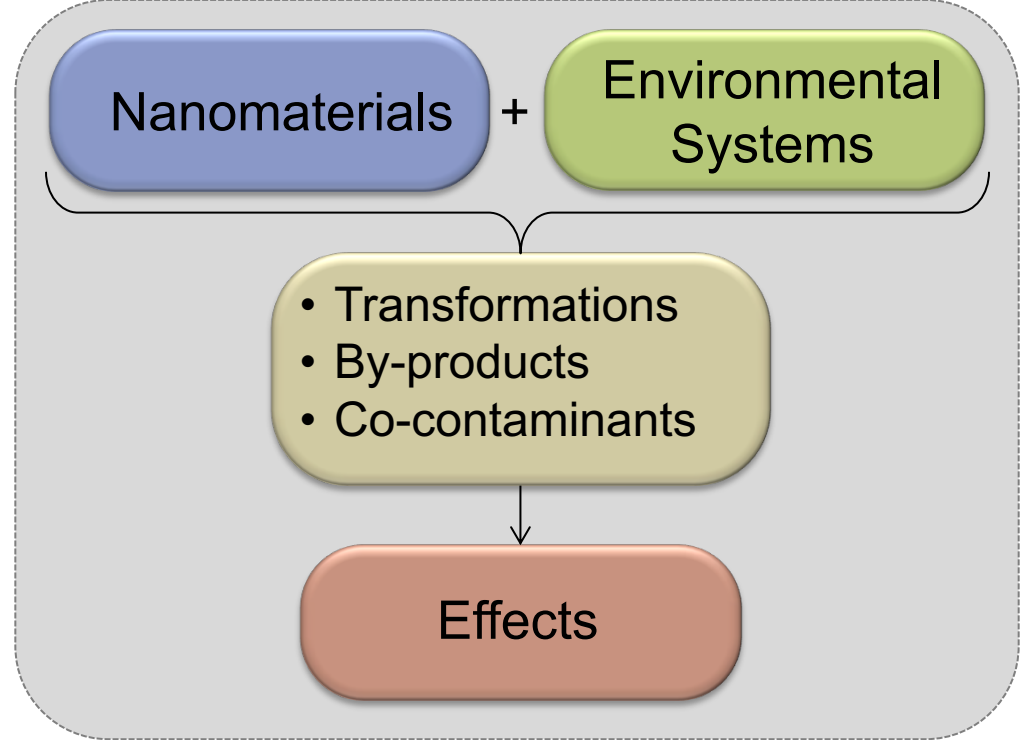 Nanomaterials + Environmental
Systems
• Transformations
• By-products
• Co-contaminants
Effects